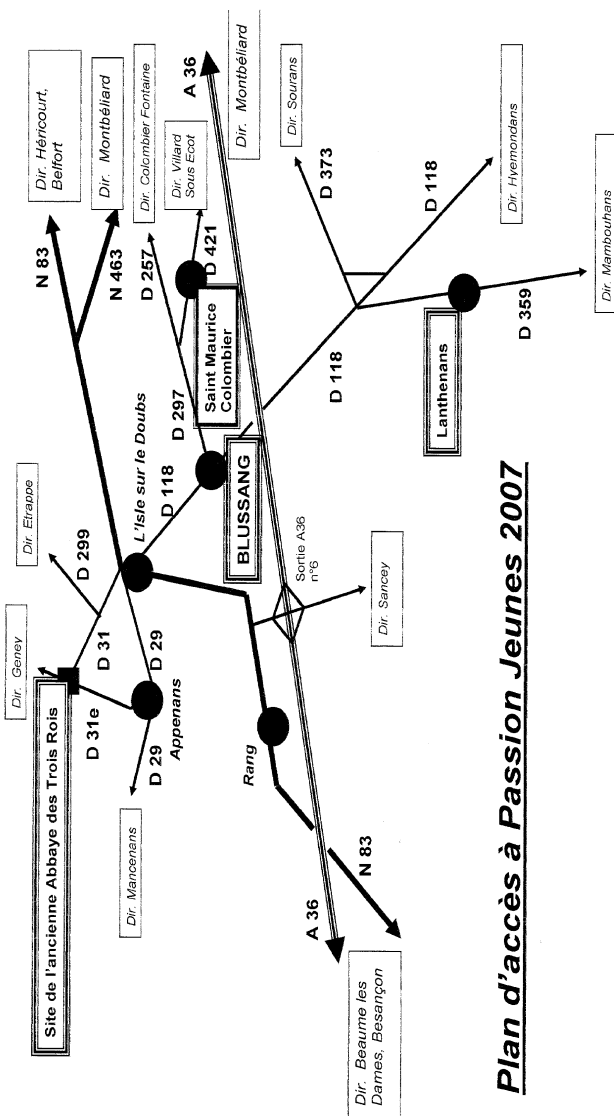 Site de l'ancienne Abbaye des Trois Rois
Dir. Geney
Dir. Etrappe
Dir. Héricourt,
Belfort
Dir. Montbéliard
N 83
N 463
D 299
D 31
D 31e
D 29
D 29
Dir. Mancenans
Appenans
L'Isle sur le Doubs
Dir. Colombier Fontaine
D 257
Dir. Villard
Sous Ecot
D 421
D 297
D 118
Saint Maurice
Colombier
BLUSSANG
A 36
Dir. Montbéliard
Rang
Sortie A36
n°6
Dir. Sancey
A 36
N 83
Dir. Beaume les
Dames, Besançon
D 118
D 373
Dir. Sourans
D 118
Dir. Hyemondans
Lanthenans
D 359
Dir. Mambouhans
Plan d'accès à Passion Jeunes 2007